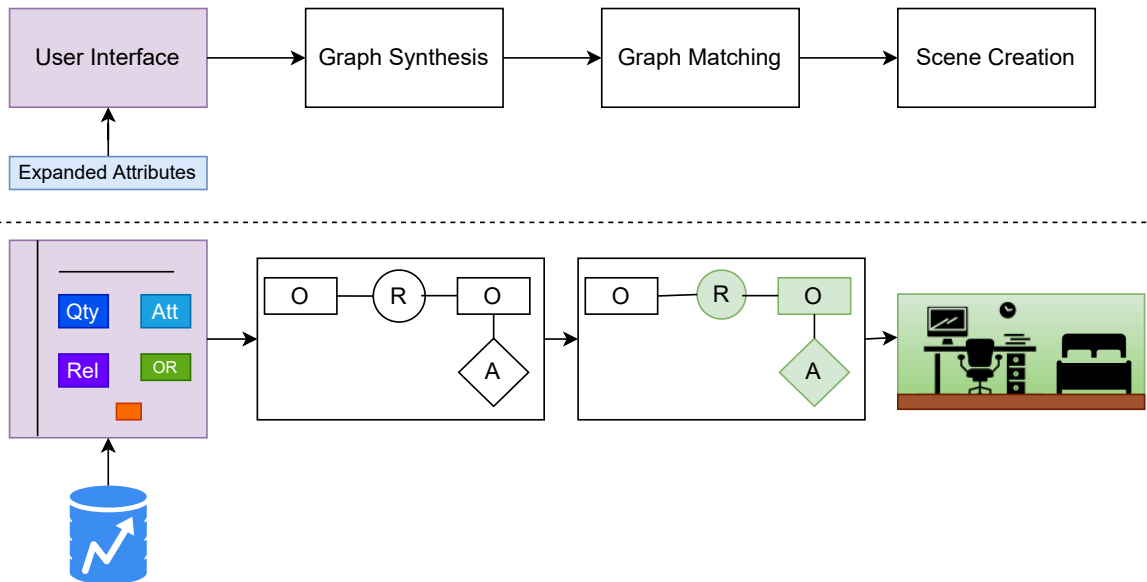 User Interface
Graph Synthesis
Graph Matching
Scene Creation
Expanded Attributes
Qty
Att
Rel
OR
O
R
O
A
O
R
O
A